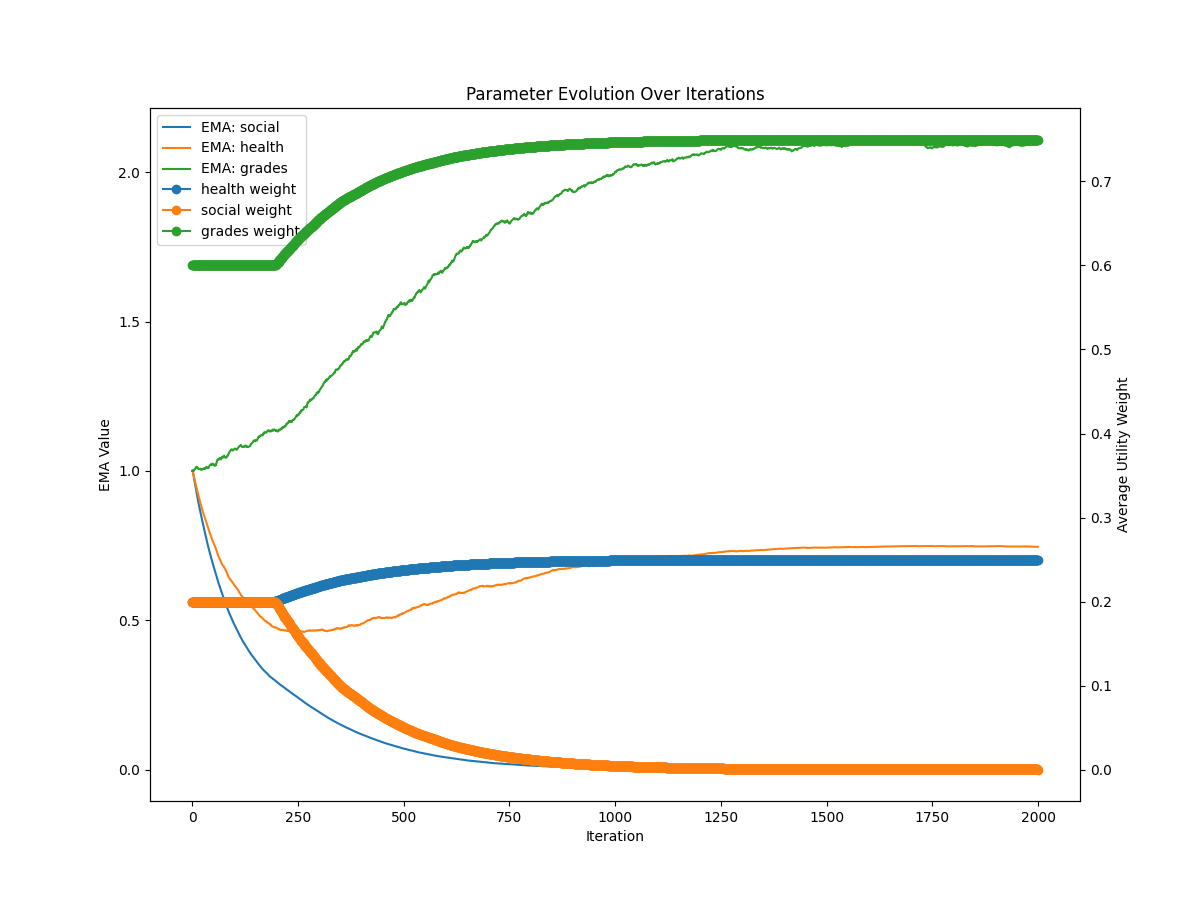 Parameter Evolution Over Iterations
EMA: social
EMA: health
EMA: grades
health weight
social weight
grades weight
2.0
1.5
1.0
0.5
0.0
EMA Value
0.7
0.6
0.5
0.4
0.3
0.2
0.1
0.0
Average Utility Weight
0 250 500 750 1000 1250 1500 1750 2000
Iteration